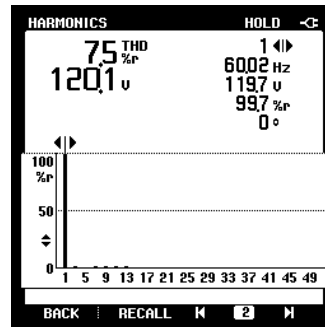 HARMONICS HOLD
7.5 THD %r
120.1 V
1
60.02 Hz
119.7 V
99.7 %r
0 °
100
%r
50
0
1 5 9 13 17 21 25 29 33 37 41 45 49
BACK RECALL 2